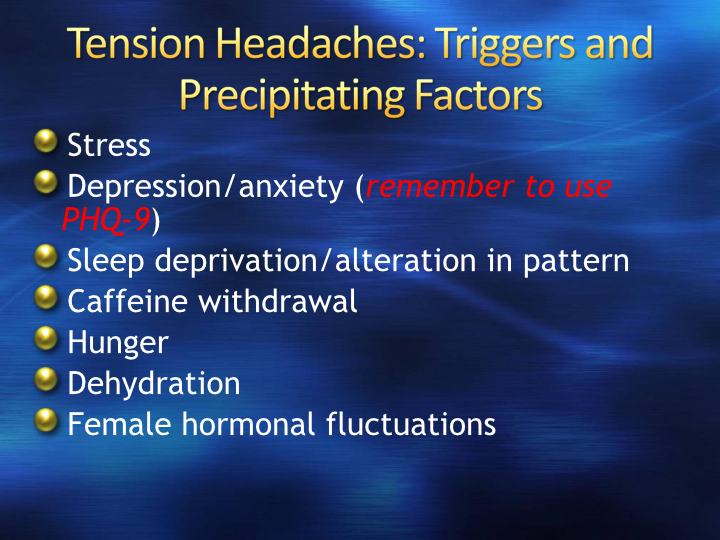 Tension Headaches: Triggers and
Precipitating Factors
Stress
Depression/anxiety (remember to use
PHQ-9)
Sleep deprivation/alteration in pattern
Caffeine withdrawal
Hunger
Dehydration
Female hormonal fluctuations